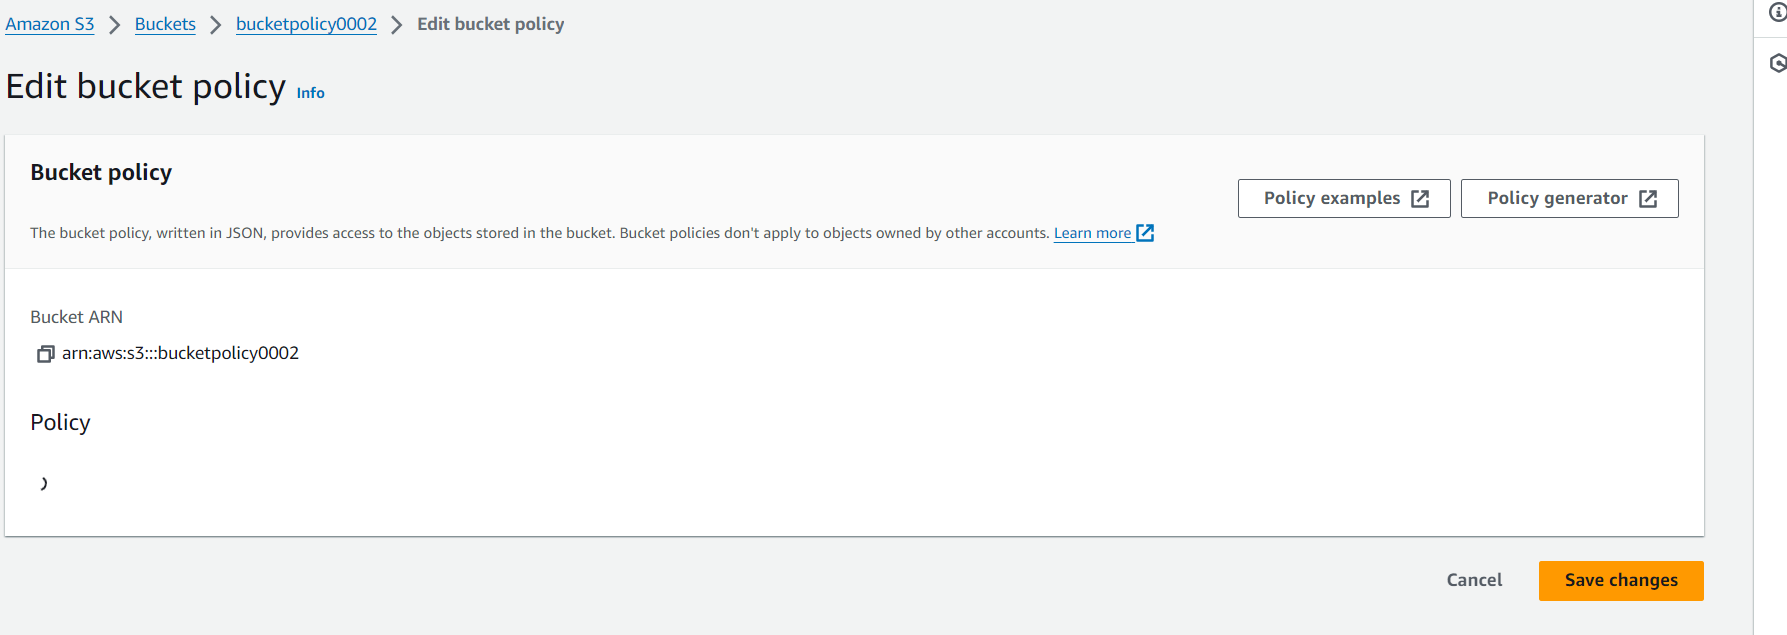 Amazon S3 > Buckets > bucketpolicy0002 > Edit bucket policy
Edit bucket policy Info
Bucket policy
Policy examples
Policy generator
The bucket policy, written in JSON, provides access to the objects stored in the bucket. Bucket policies don't apply to objects owned by other accounts. Learn more
Bucket ARN
arn:aws:s3:::bucketpolicy0002
Policy
Cancel
Save changes